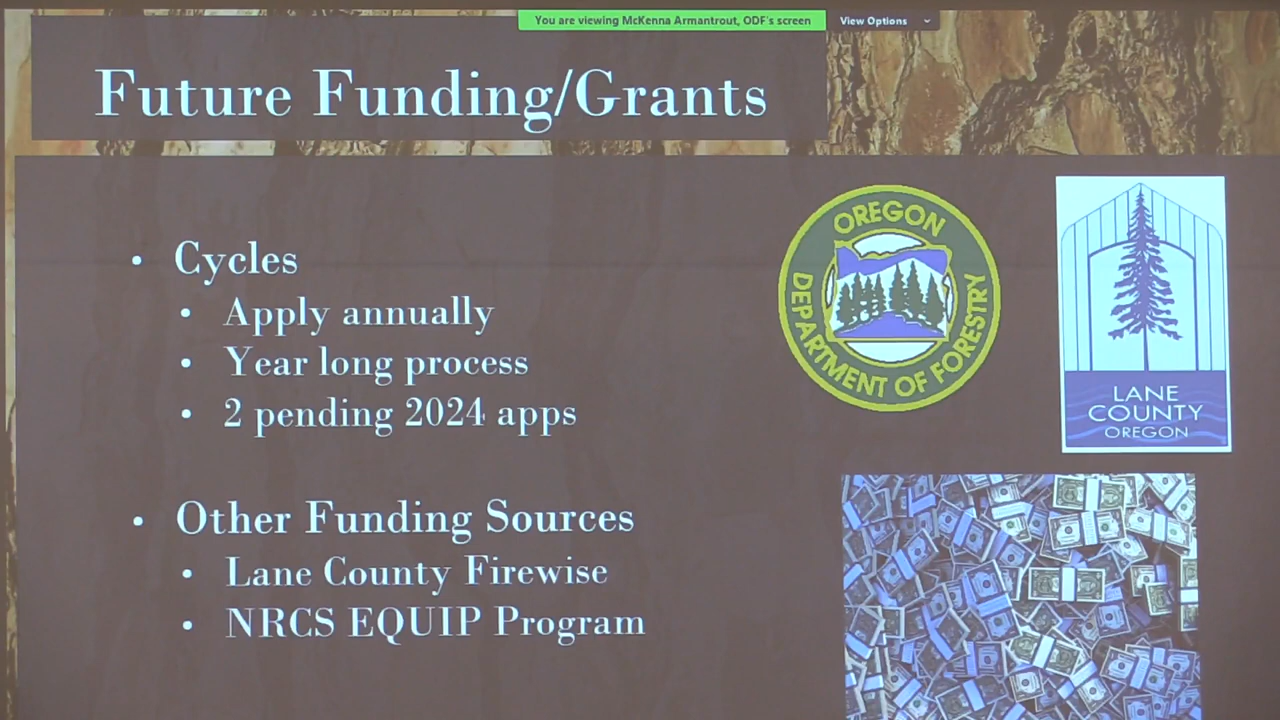 You are viewing McKenna Armantrout, ODF's screen
View Options
Future Funding/Grants
Cycles
Apply annually
Year long process
2 pending 2024 apps
Other Funding Sources
Lane County Firewise
NRCS EQUIP Program
OREGON
DEPARTMENT OF FORESTRY
LANE
COUNTY
OREGON